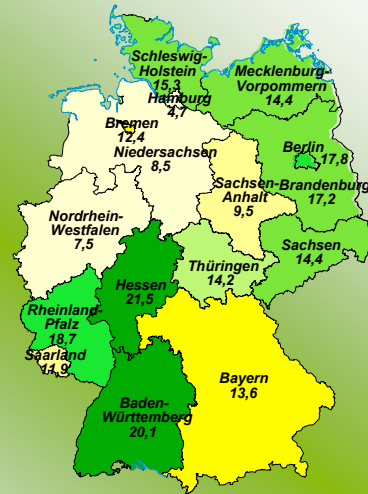 Schleswig-
Holstein
15,3
Mecklenburg-
Vorpommern
14,4
Hamburg
4,7
Bremen
12,4
Niedersachsen
8,5
Berlin
17,8
Brandenburg
17,2
Sachsen-
Anhalt
9,5
Nordrhein-
Westfalen
7,5
Sachsen
14,4
Thüringen
14,2
Hessen
21,5
Rheinland-
Pfalz
18,7
Saarland
11,9
Bayern
13,6
Baden-
Württemberg
20,1